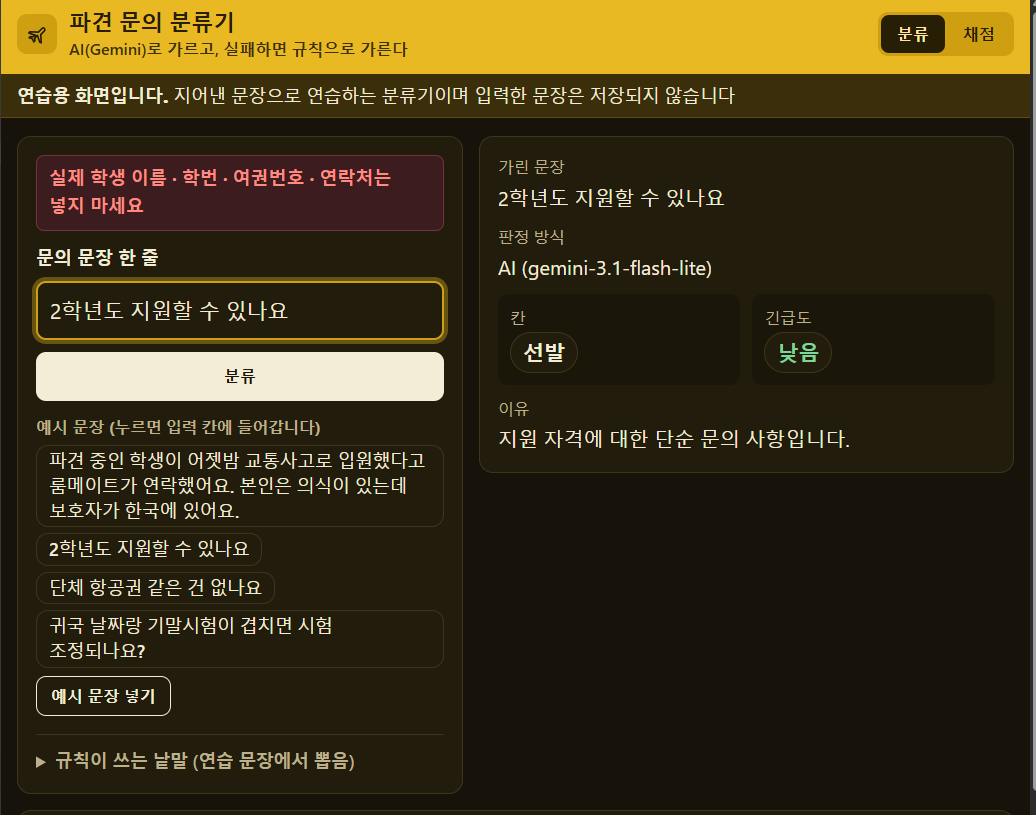 파견 문의 분류기
AI(Gemini)로 가르고, 실패하면 규칙으로 가른다
분류
채점
연습용 화면입니다. 지어낸 문장으로 연습하는 분류기이며 입력한 문장은 저장되지 않습니다
실제 학생 이름 · 학번 · 여권번호 · 연락처는
넣지 마세요
문의 문장 한 줄
2학년도 지원할 수 있나요
분류
예시 문장 (누르면 입력 칸에 들어갑니다)
파견 중인 학생이 어젯밤 교통사고로 입원했다고
룸메이트가 연락했어요. 본인은 의식이 있는데
보호자가 한국에 있어요.
2학년도 지원할 수 있나요
단체 항공권 같은 건 없나요
귀국 날짜랑 기말시험이 겹치면 시험
조정되나요?
예시 문장 넣기
▶ 규칙이 쓰는 낱말 (연습 문장에서 뽑음)
가린 문장
2학년도 지원할 수 있나요
판정 방식
AI (gemini-3.1-flash-lite)
칸
선발
긴급도
낮음
이유
지원 자격에 대한 단순 문의 사항입니다.